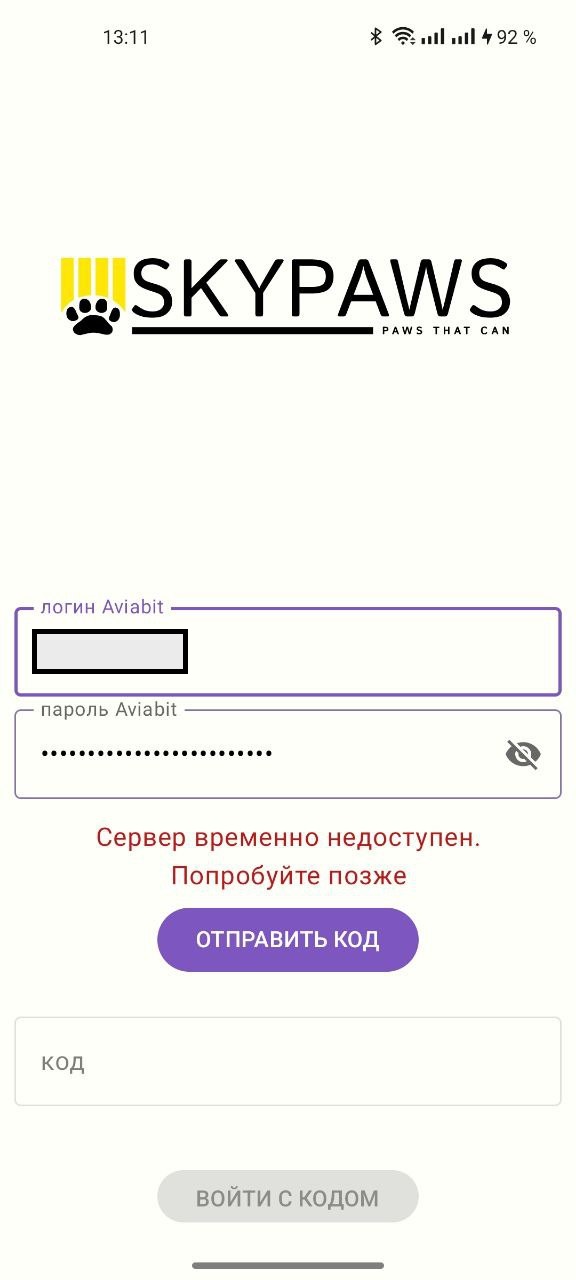 13:11
92 %
SKYPAWS
PAWS THAT CAN
логин Aviabit
пароль Aviabit
•••••••••••••••••••••••••
Сервер временно недоступен.
Попробуйте позже
ОТПРАВИТЬ КОД
код
ВОЙТИ С КОДОМ